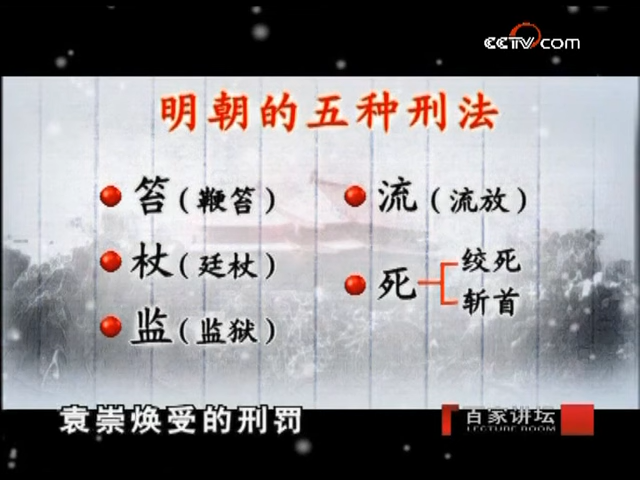 CCTV.com
明朝的五种刑法
笞(鞭笞)
杖(廷杖)
监(监狱)
流(流放)
死
绞死
斩首
袁崇焕受的刑罚
百家讲坛
LECTURE ROOM